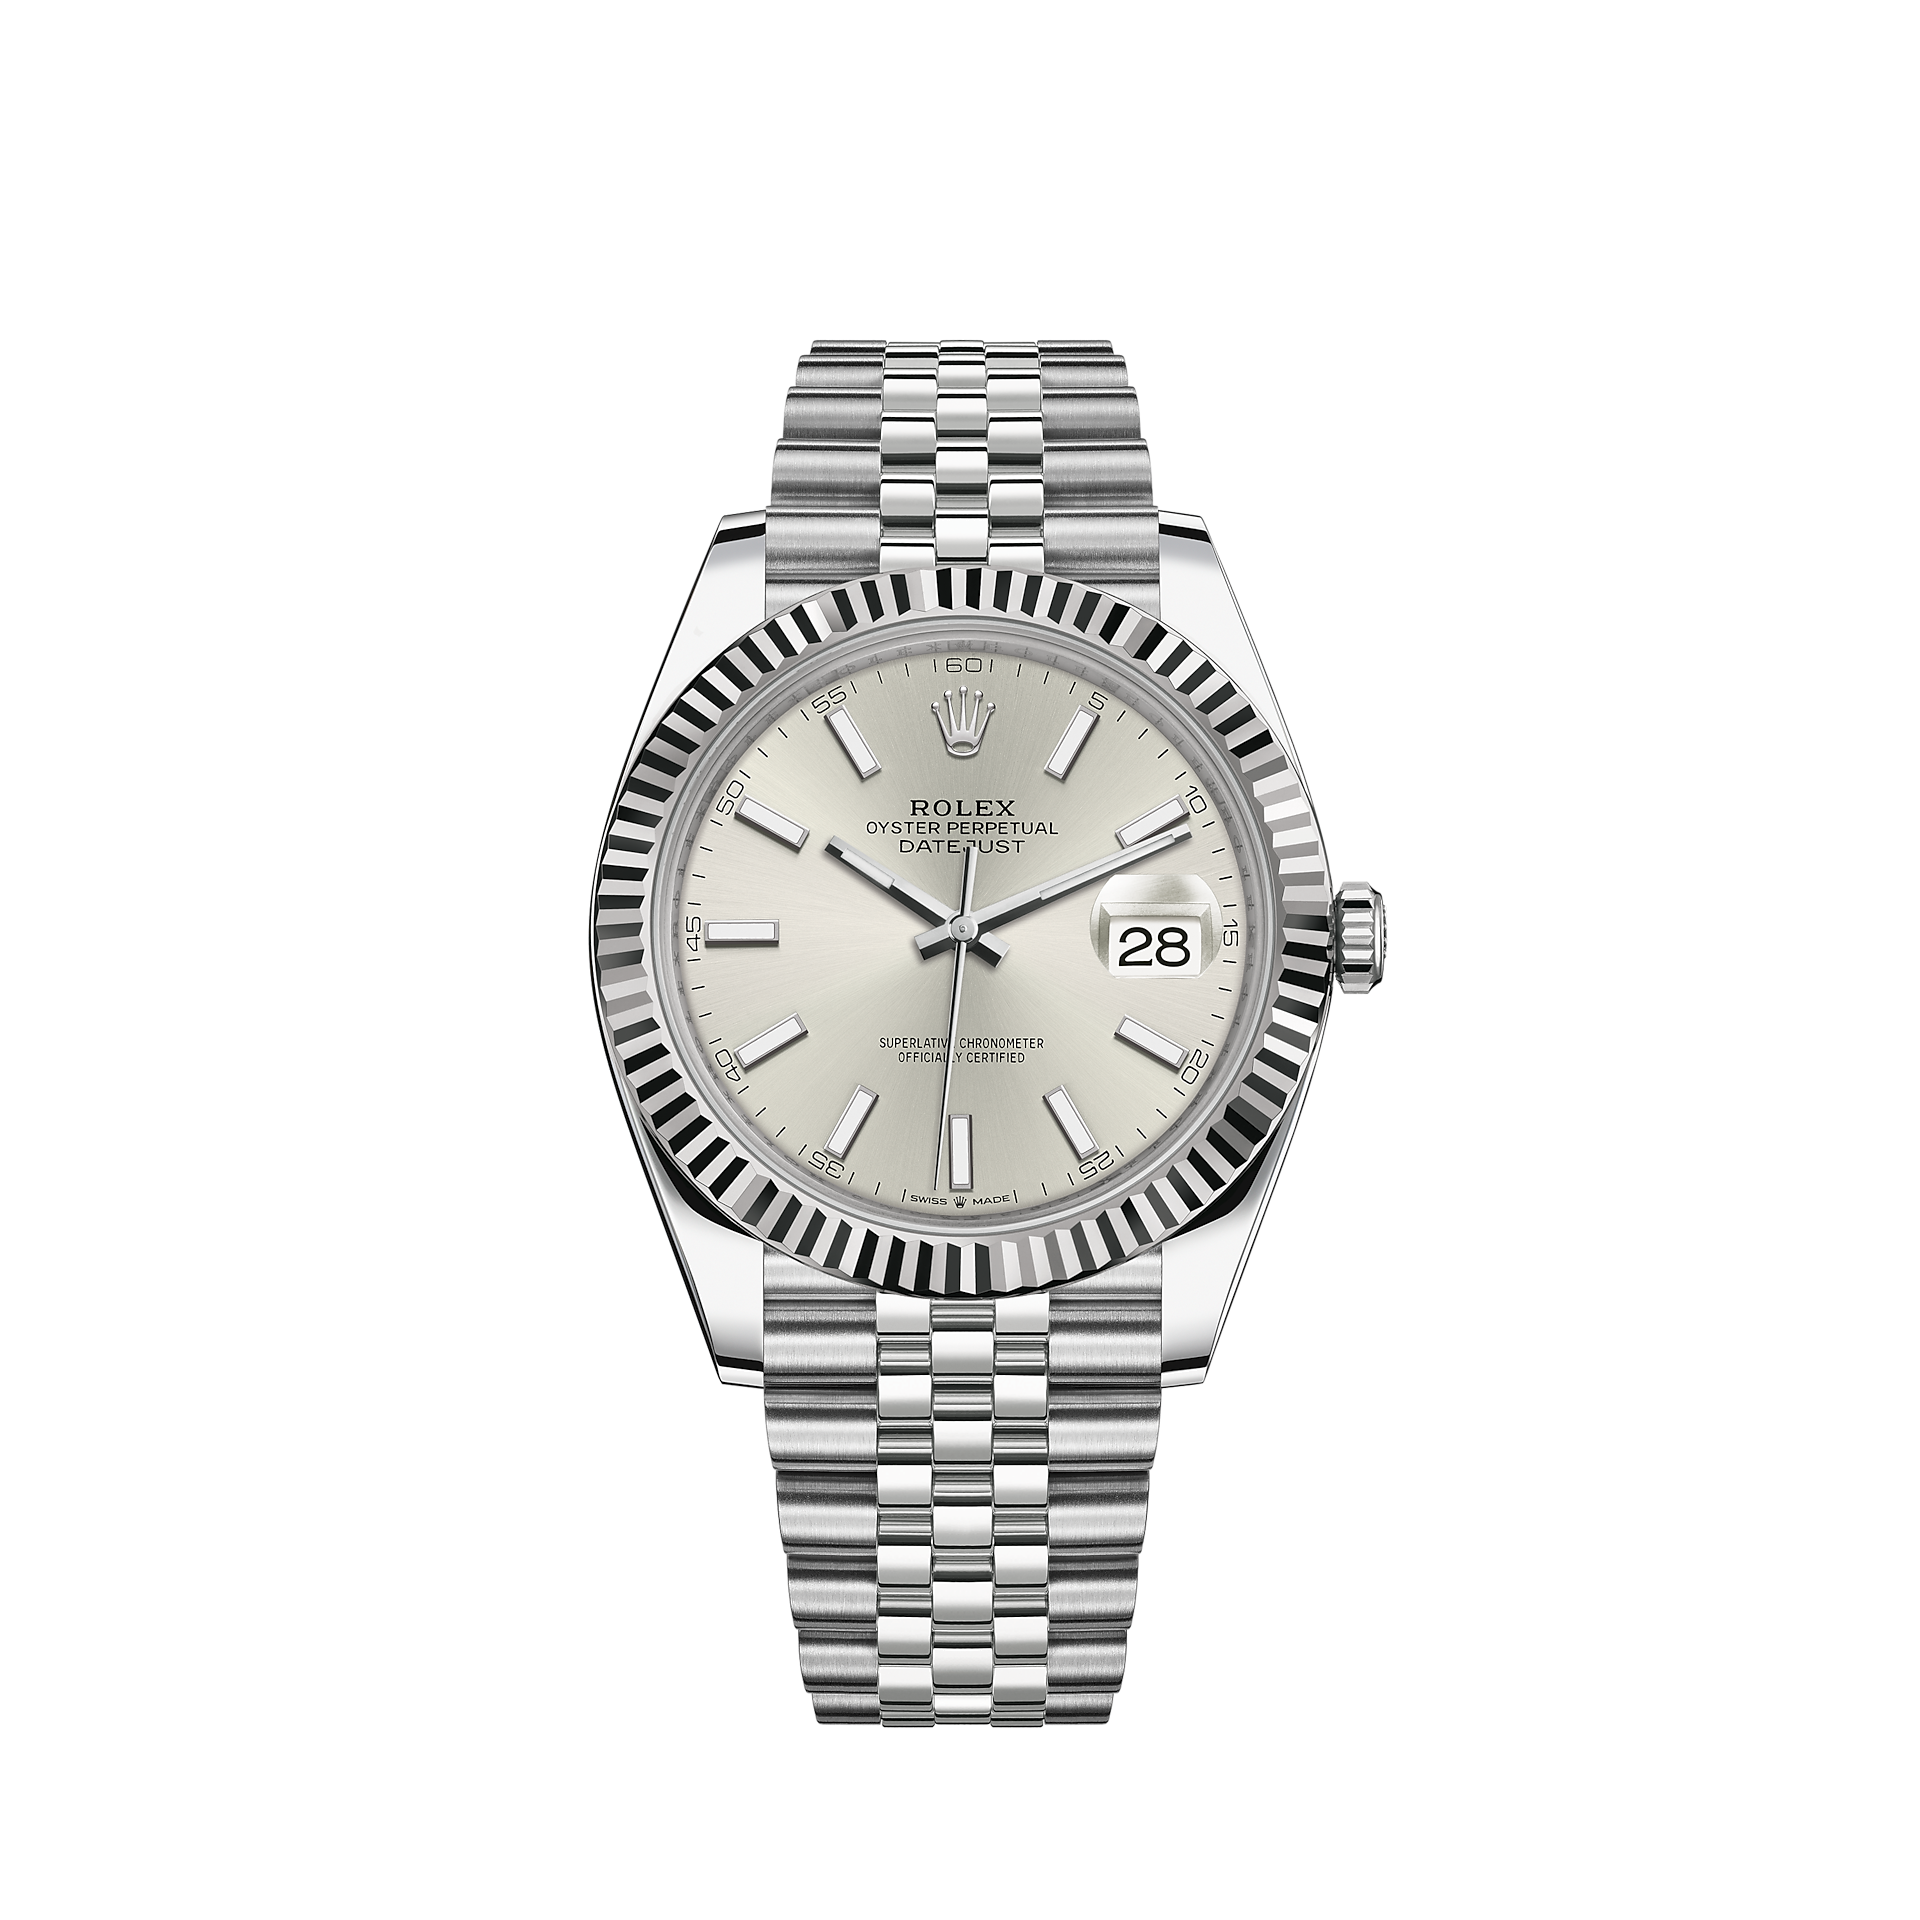 60
55
5
50
10
ROLEX
OYSTER PERPETUAL
DATEJUST
45
15
28
SUPERLATIVE CHRONOMETER
OFFICIALLY CERTIFIED
40
20
35
25
SWISS MADE